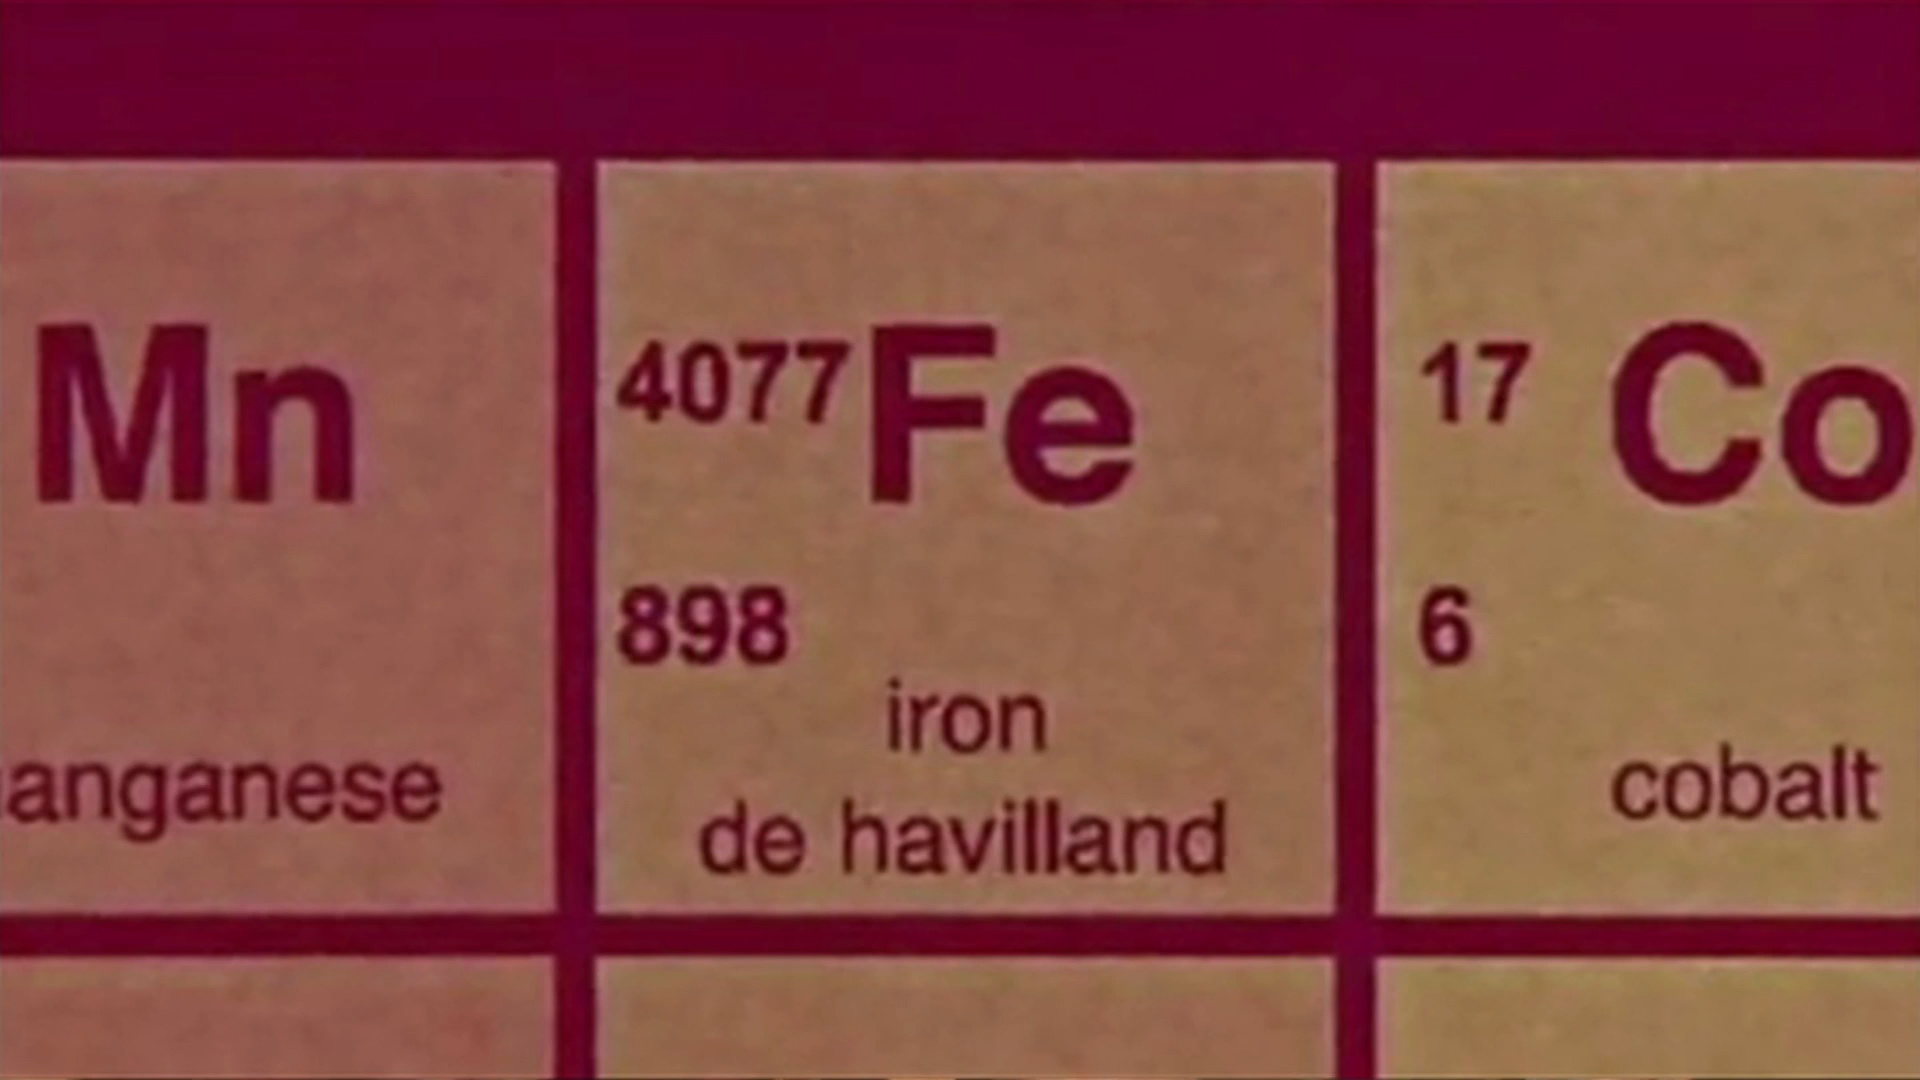 Mn
anganese
4077 Fe
898
iron
de havilland
17 Co
6
cobalt